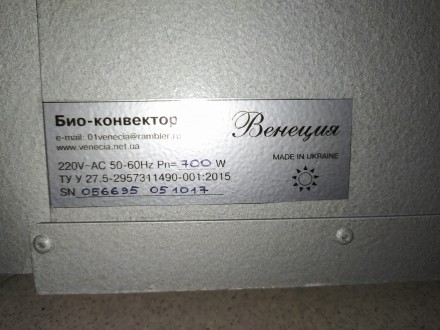 Био-конвектор
Венеция
e-mail: 01venecia@rambler.ru
www.venecia.net.ua
MADE IN UKRAINE
220V~AC 50-60Hz Pn= 700 W
ТУ У 27.5-2957311490-001:2015
SN 056695 051017